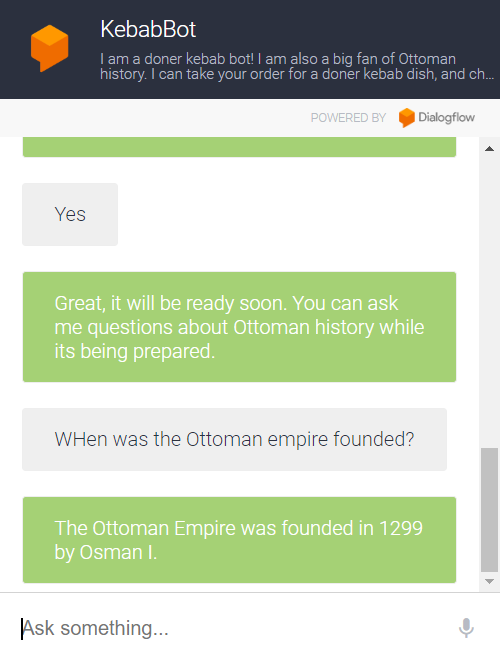 KebabBot
I am a doner kebab bot! I am also a big fan of Ottoman
history. I can take your order for a doner kebab dish, and ch...
POWERED BY Dialogflow
Yes
Great, it will be ready soon. You can ask
me questions about Ottoman history while
its being prepared.
WHen was the Ottoman empire founded?
The Ottoman Empire was founded in 1299
by Osman I.
Ask something...